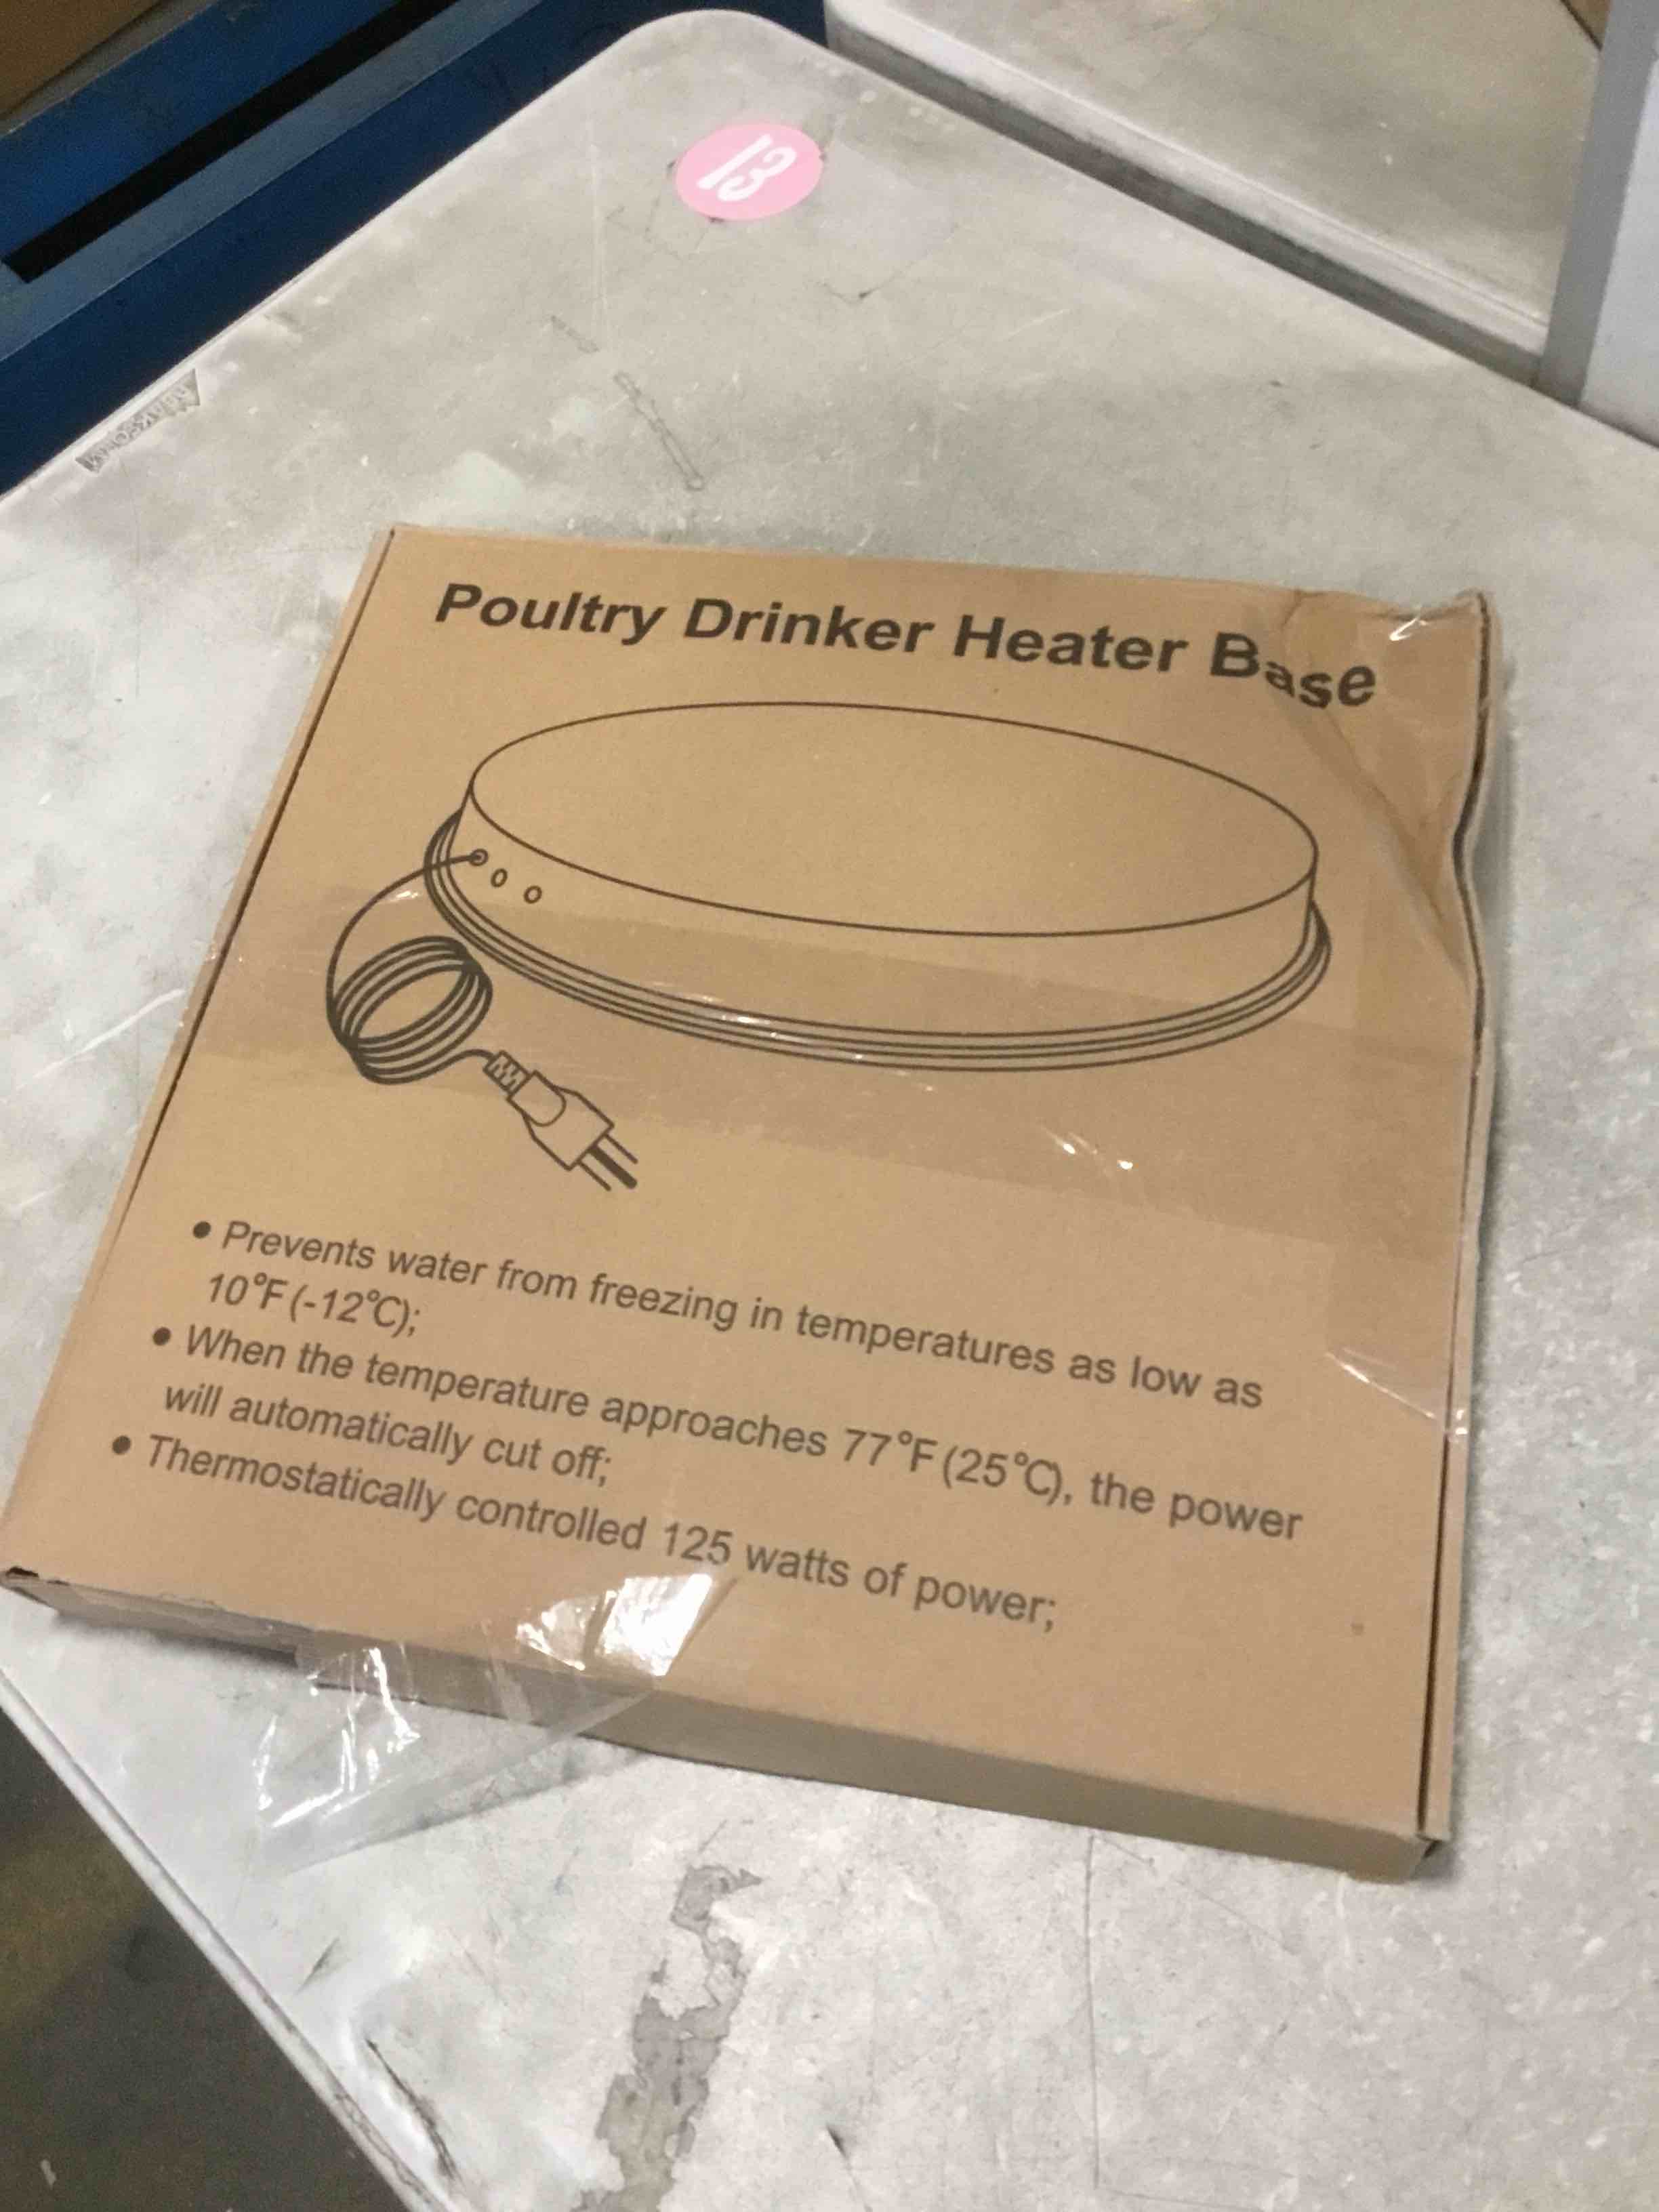 13
Poultry Drinker Heater Base
• Prevents water from freezing in temperatures as low as
10°F(-12°C);
• When the temperature approaches 77°F(25°C), the power
will automatically cut off;
• Thermostatically controlled 125 watts of power;